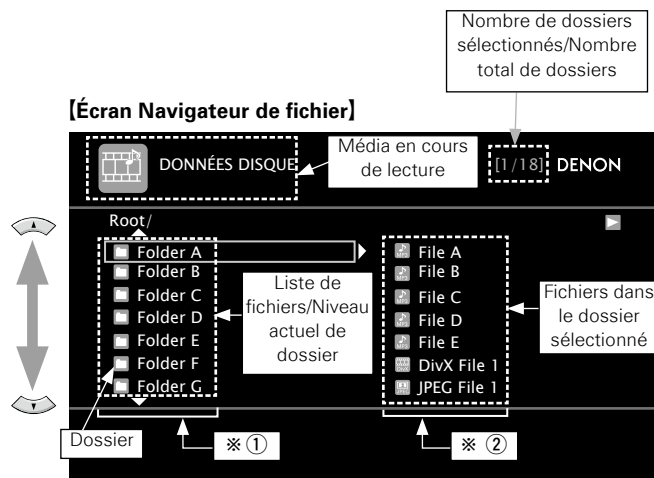 Nombre de dossiers
sélectionnés/Nombre
total de dossiers
【Écran Navigateur de fichier】
DONNÉES DISQUE
Média en cours
de lecture
[1/18]
DENON
Root/
Folder A
Folder B
Folder C
Folder D
Folder E
Folder F
Folder G
Liste de
fichiers/Niveau
actuel de
dossier
File A
File B
File C
File D
File E
DivX File 1
JPEG File 1
Fichiers dans
le dossier
sélectionné
Dossier
※ ①
※ ②